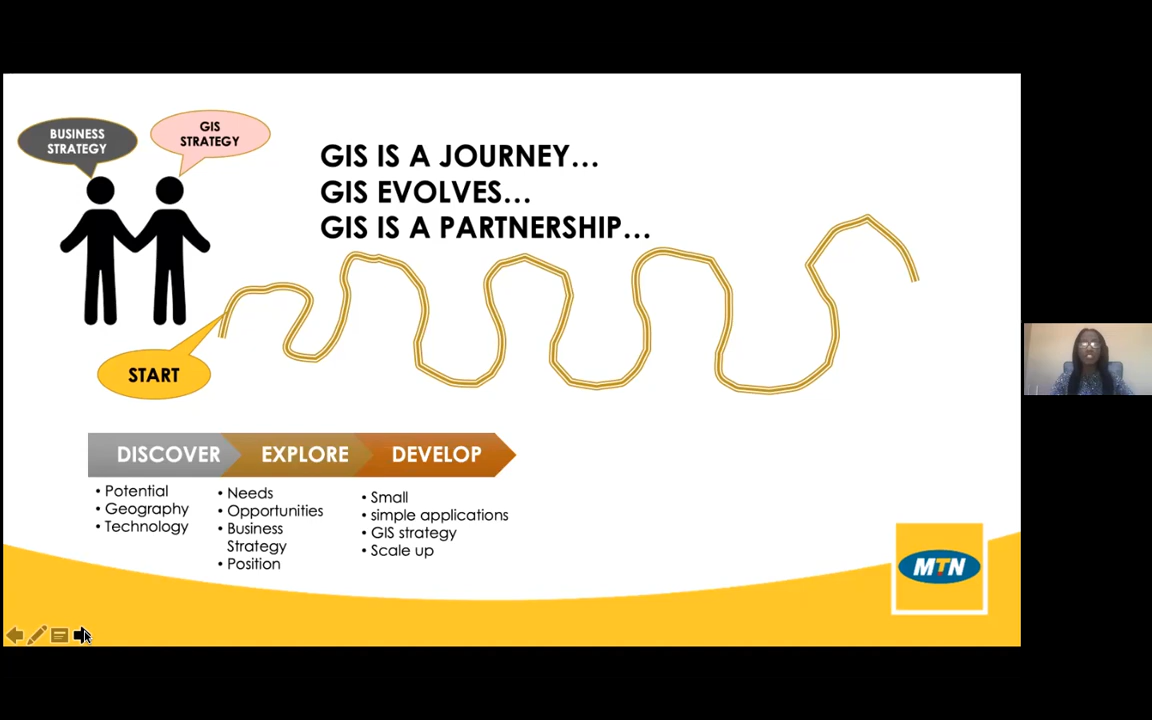 BUSINESS
STRATEGY
GIS
STRATEGY
GIS IS A JOURNEY...
GIS EVOLVES...
GIS IS A PARTNERSHIP...
START
DISCOVER
EXPLORE
DEVELOP
• Potential
• Geography
• Technology
• Needs
• Opportunities
• Business
Strategy
• Position
• Small
• simple applications
• GIS strategy
• Scale up
MTN